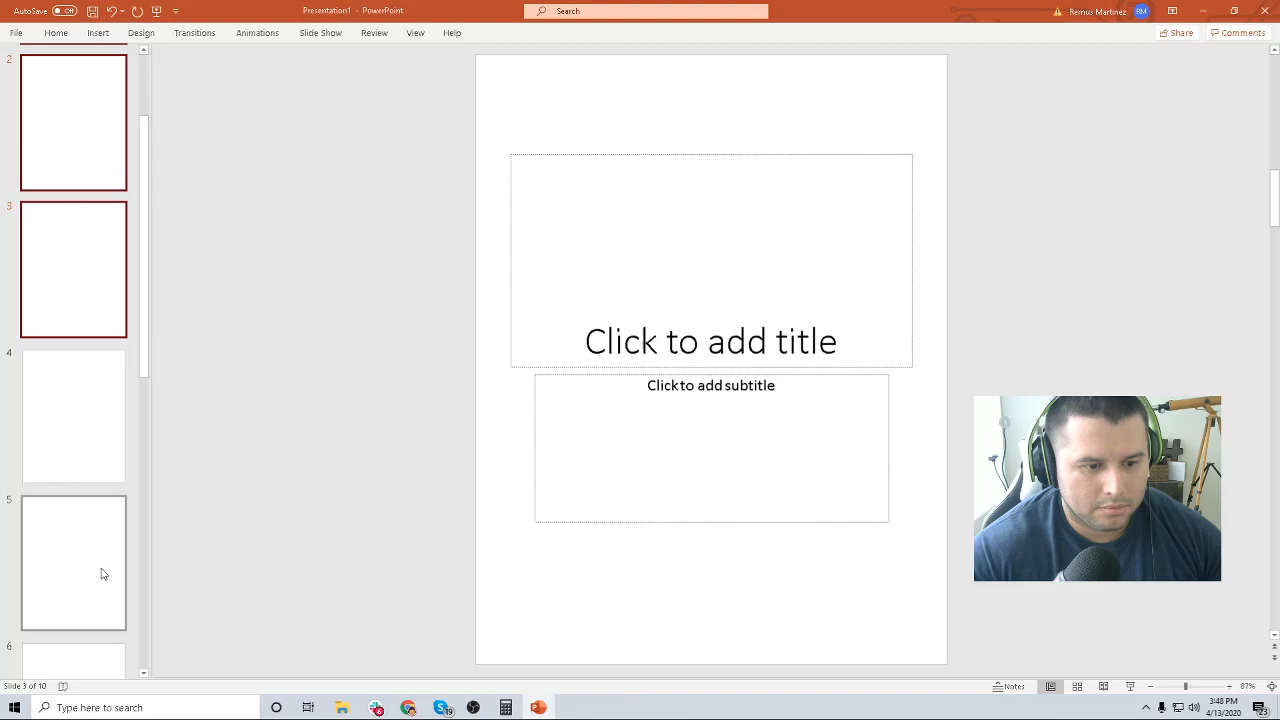 AutoSave Off
Presentation1 - PowerPoint
Search
Remus Martinez RM
File Home Insert Design Transitions Animations Slide Show Review View Help
Share Comments
2
3
4
5
6
Click to add title
Click to add subtitle
Slide 3 of 10
Notes
87%
Type here to search
3:48 PM
4/13/2020